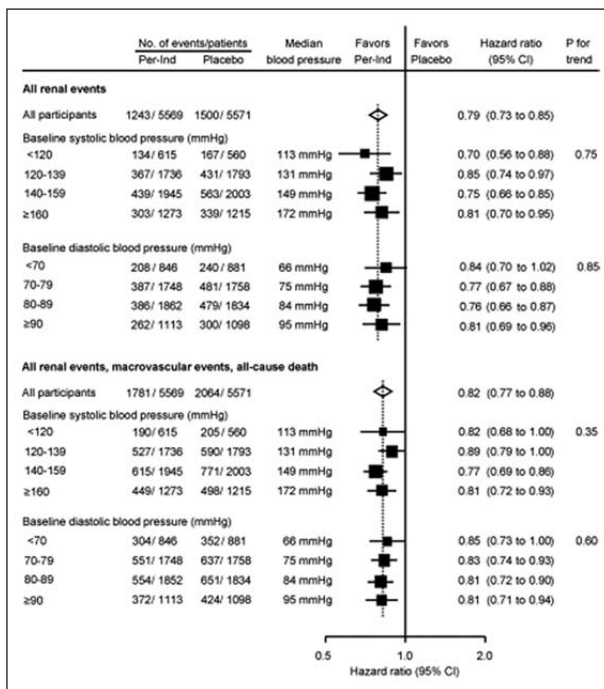 No. of events/patients Median Favors Favors Hazard ratio P for
Per-Ind Placebo blood pressure Per-Ind Placebo (95% CI) trend
All renal events
All participants 1243/ 5569 1500/ 5571 0.79 (0.73 to 0.85)
Baseline systolic blood pressure (mmHg)
<120 134/ 615 167/ 560 113 mmHg 0.70 (0.56 to 0.88) 0.75
120-139 367/ 1736 431/ 1793 131 mmHg 0.85 (0.74 to 0.97)
140-159 439/ 1945 563/ 2003 149 mmHg 0.75 (0.66 to 0.85)
≥160 303/ 1273 339/ 1215 172 mmHg 0.81 (0.70 to 0.95)
Baseline diastolic blood pressure (mmHg)
<70 208/ 846 240/ 881 66 mmHg 0.84 (0.70 to 1.02) 0.85
70-79 387/ 1748 481/ 1758 75 mmHg 0.77 (0.67 to 0.88)
80-89 386/ 1862 479/ 1834 84 mmHg 0.76 (0.66 to 0.87)
≥90 262/ 1113 300/ 1098 95 mmHg 0.81 (0.69 to 0.96)
All renal events, macrovascular events, all-cause death
All participants 1781/ 5569 2064/ 5571 0.82 (0.77 to 0.88)
Baseline systolic blood pressure (mmHg)
<120 190/ 615 205/ 560 113 mmHg 0.82 (0.68 to 1.00) 0.35
120-139 527/ 1736 590/ 1793 131 mmHg 0.89 (0.79 to 1.00)
140-159 615/ 1945 771/ 2003 149 mmHg 0.77 (0.69 to 0.86)
≥160 449/ 1273 498/ 1215 172 mmHg 0.81 (0.72 to 0.93)
Baseline diastolic blood pressure (mmHg)
<70 304/ 846 352/ 881 66 mmHg 0.85 (0.73 to 1.00) 0.60
70-79 551/ 1748 637/ 1758 75 mmHg 0.83 (0.74 to 0.93)
80-89 554/ 1852 651/ 1834 84 mmHg 0.81 (0.72 to 0.90)
≥90 372/ 1113 424/ 1098 95 mmHg 0.81 (0.71 to 0.94)
0.5 1.0 2.0
Hazard ratio (95% CI)